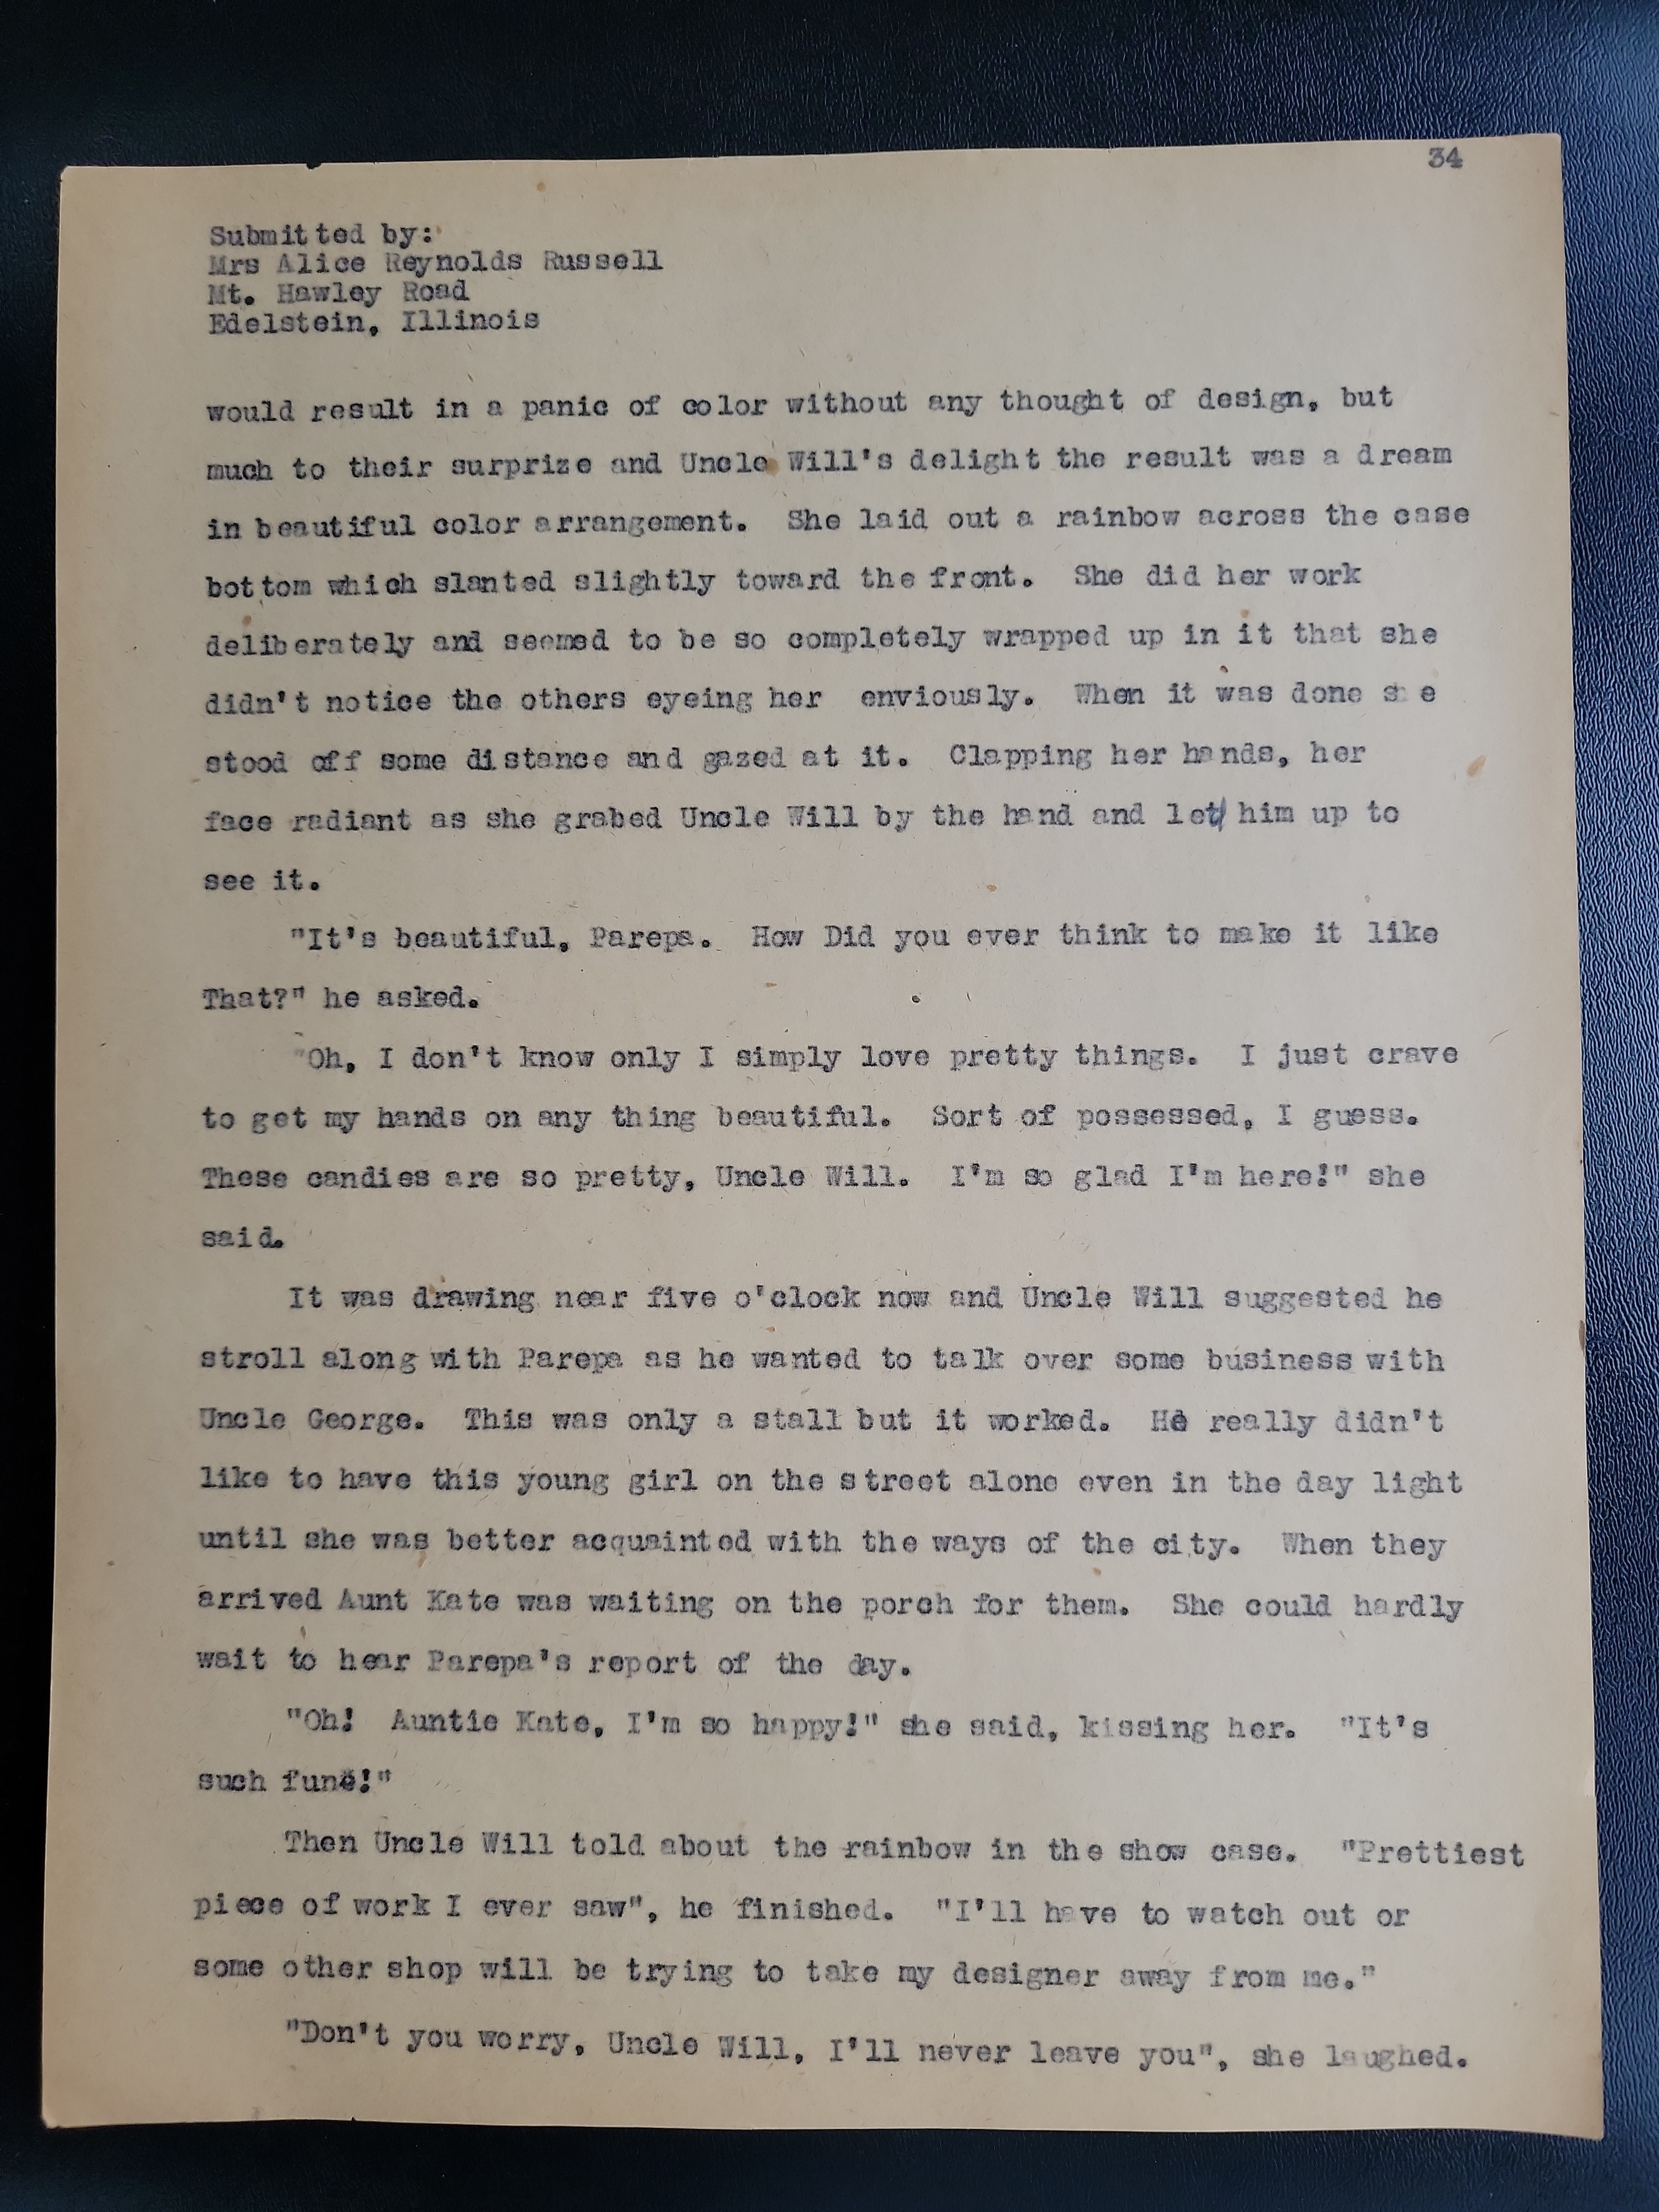 34
Submitted by:
Mrs Alice Reynolds Russell
Mt. Hawley Road
Edelstein, Illinois
would result in a panic of color without any thought of design, but
much to their surprize and Uncle Will's delight the result was a dream
in beautiful color arrangement.  She laid out a rainbow across the case
bottom which slanted slightly toward the front.  She did her work
deliberately and seemed to be so completely wrapped up in it that she
didn't notice the others eyeing her  enviously.  When it was done she
stood off some distance and gazed at it.  Clapping her hands, her
face radiant as she grabed Uncle Will by the hand and let him up to
see it.
"It's beautiful, Parepa.  How Did you ever think to make it like
That?" he asked.
"Oh, I don't know only I simply love pretty things.  I just crave
to get my hands on any thing beautiful.  Sort of possessed, I guess.
These candies are so pretty, Uncle Will.  I'm so glad I'm here!" she
said.
It was drawing near five o'clock now and Uncle Will suggested he
stroll along with Parepa as he wanted to talk over some business with
Uncle George.  This was only a stall but it worked.  He really didn't
like to have this young girl on the street alone even in the day light
until she was better acquainted with the ways of the city.  When they
arrived Aunt Kate was waiting on the porch for them.  She could hardly
wait to hear Parepa's report of the day.
"Oh!  Auntie Kate, I'm so happy!" she said, kissing her.  "It's
such fune!"
Then Uncle Will told about the rainbow in the show case.  "Prettiest
piece of work I ever saw", he finished.  "I'll have to watch out or
some other shop will be trying to take my designer away from me."
"Don't you worry, Uncle Will, I'll never leave you", she laughed.